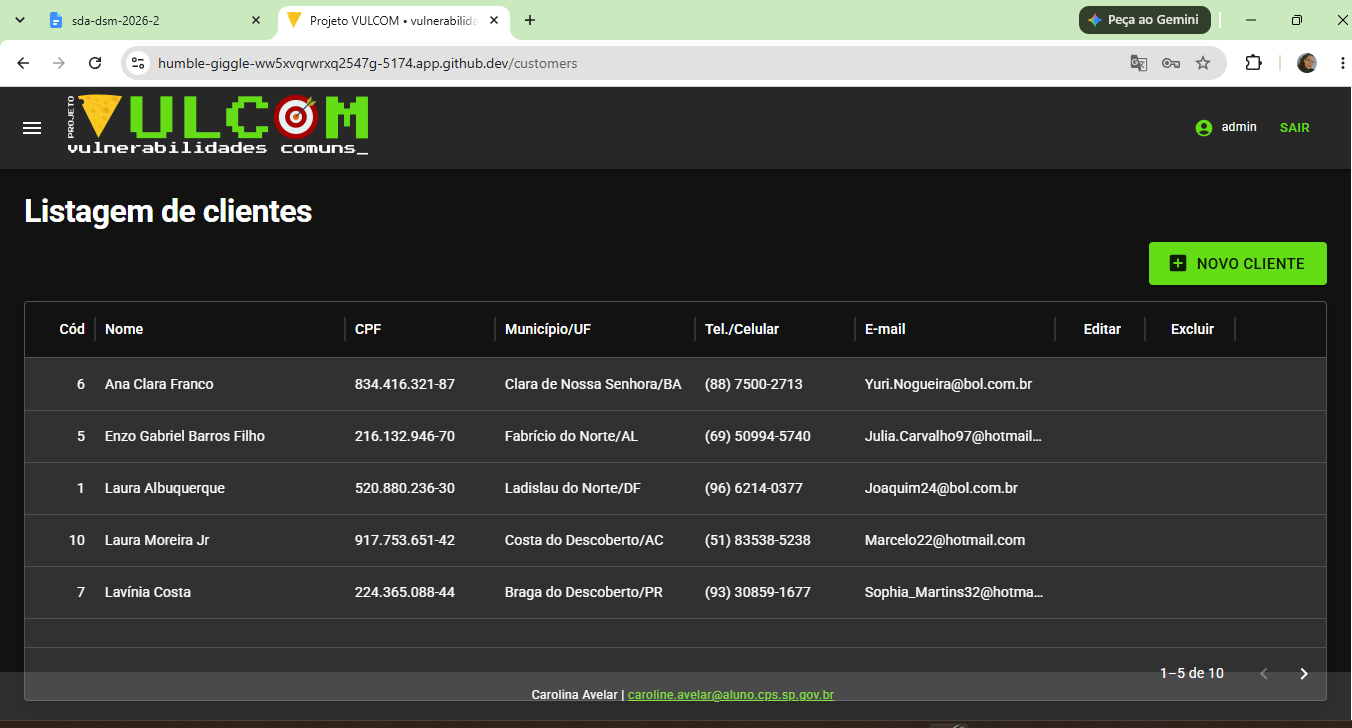 sda-dsm-2026-2
Projeto VULCOM • vulnerabilida
Peça ao Gemini
humble-giggle-ww5xvqrwrxq2547g-5174.app.github.dev/customers
PROJETO
VULCOM
vulnerabilidades comuns_
admin
SAIR
Listagem de clientes
NOVO CLIENTE
Cód Nome CPF Município/UF Tel./Celular E-mail Editar Excluir
6 Ana Clara Franco 834.416.321-87 Clara de Nossa Senhora/BA (88) 7500-2713 Yuri.Nogueira@bol.com.br
5 Enzo Gabriel Barros Filho 216.132.946-70 Fabrício do Norte/AL (69) 50994-5740 Julia.Carvalho97@hotmail…
1 Laura Albuquerque 520.880.236-30 Ladislau do Norte/DF (96) 6214-0377 Joaquim24@bol.com.br
10 Laura Moreira Jr 917.753.651-42 Costa do Descoberto/AC (51) 83538-5238 Marcelo22@hotmail.com
7 Lavínia Costa 224.365.088-44 Braga do Descoberto/PR (93) 30859-1677 Sophia_Martins32@hotma…
1–5 de 10
Carolina Avelar | caroline.avelar@aluno.cps.sp.gov.br